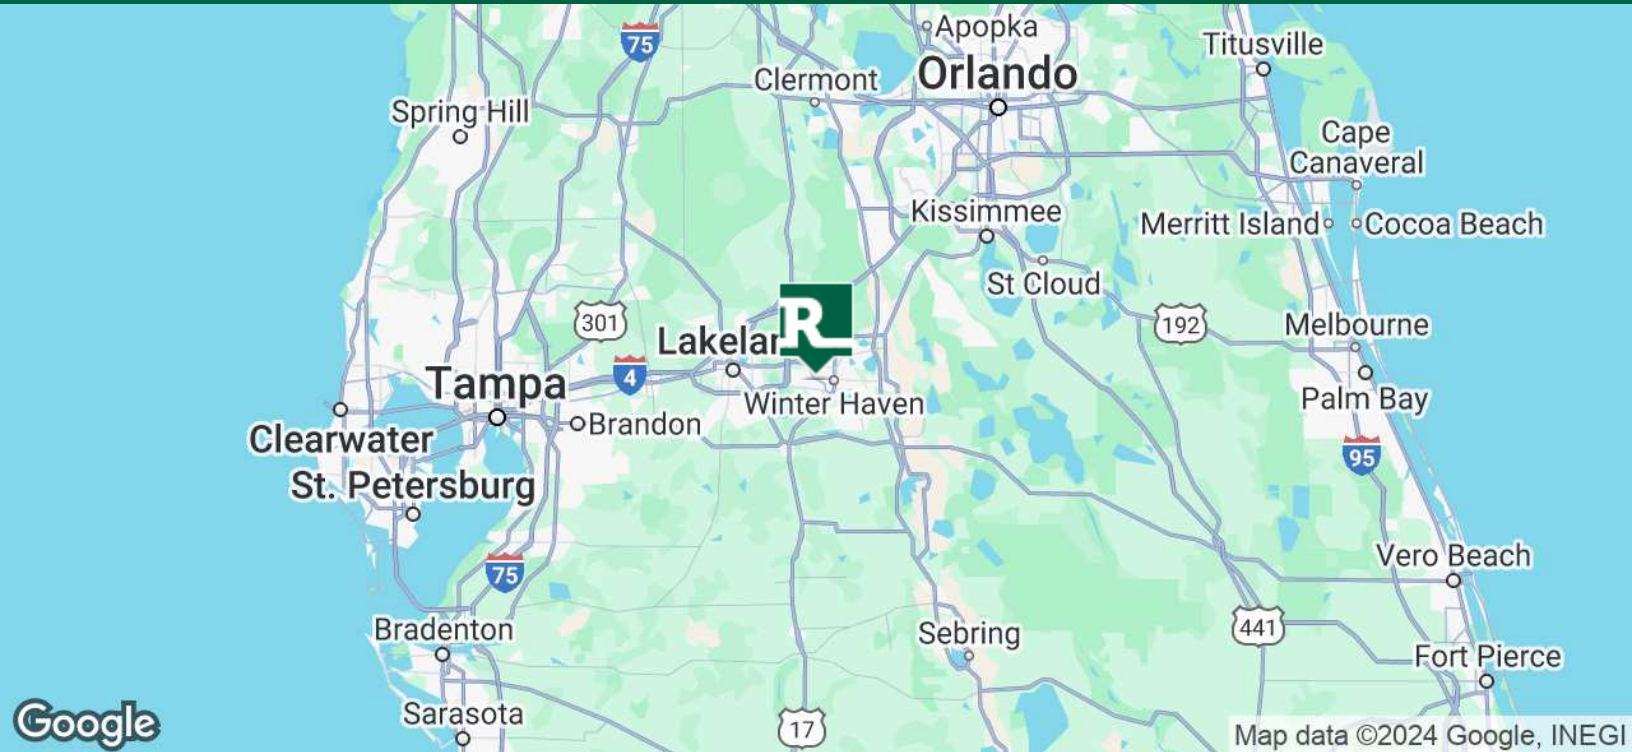 Apopka
75
Titusville
Clermont
Orlando
Spring Hill
Cape
Canaveral
Kissimmee
Merritt Island
Cocoa Beach
St Cloud
R
301
192
Melbourne
Lakelan
4
Tampa
Palm Bay
Winter Haven
Brandon
Clearwater
95
St. Petersburg
Vero Beach
75
441
Bradenton
Sebring
Fort Pierce
Sarasota
17
Google
Map data ©2024 Google, INEGI